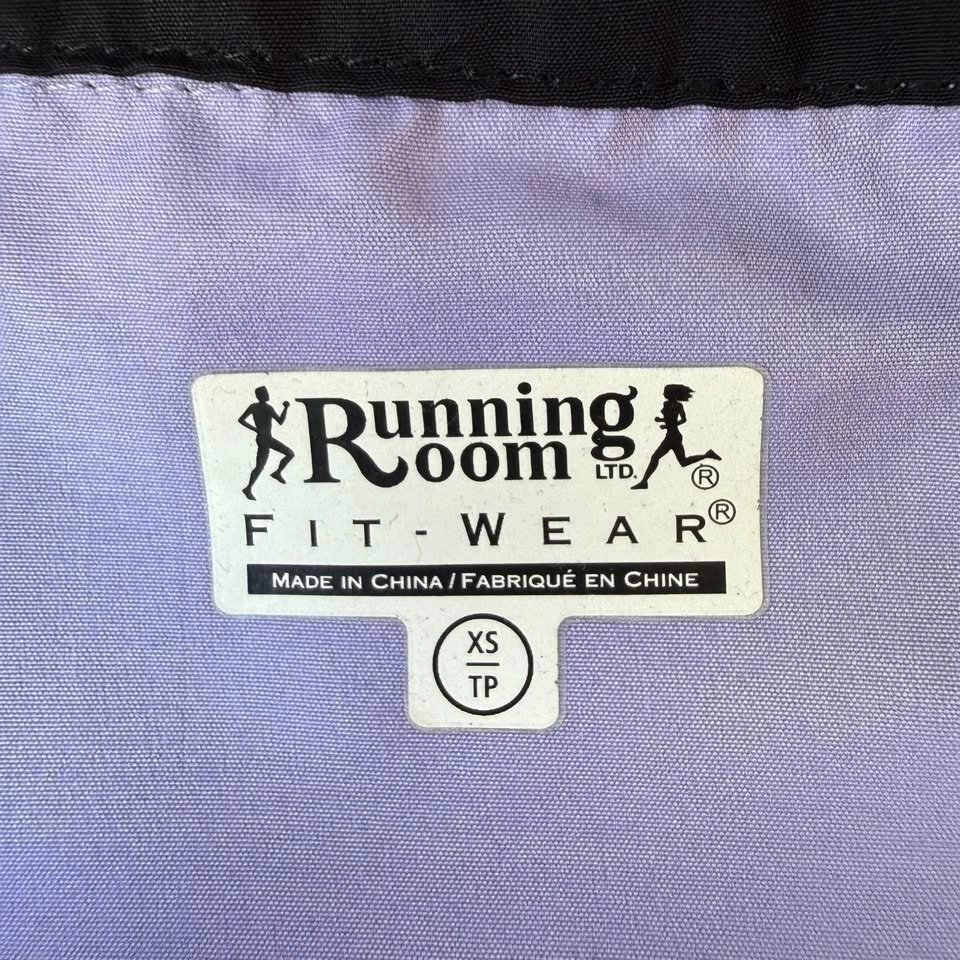 Running
Room LTD. ®
FIT-WEAR®
MADE IN CHINA / FABRIQUÉ EN CHINE
XS
TP